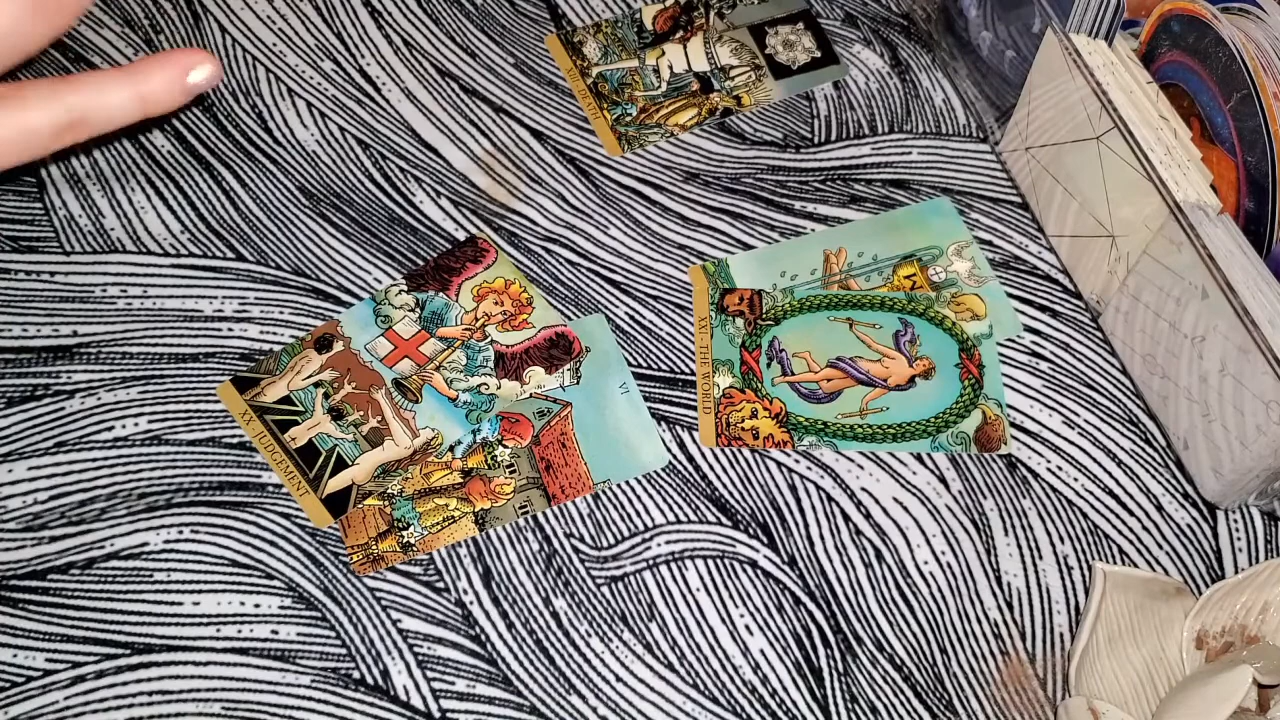 XIII · DEATH
XXI · THE WORLD
VI
XX · JUDGEMENT